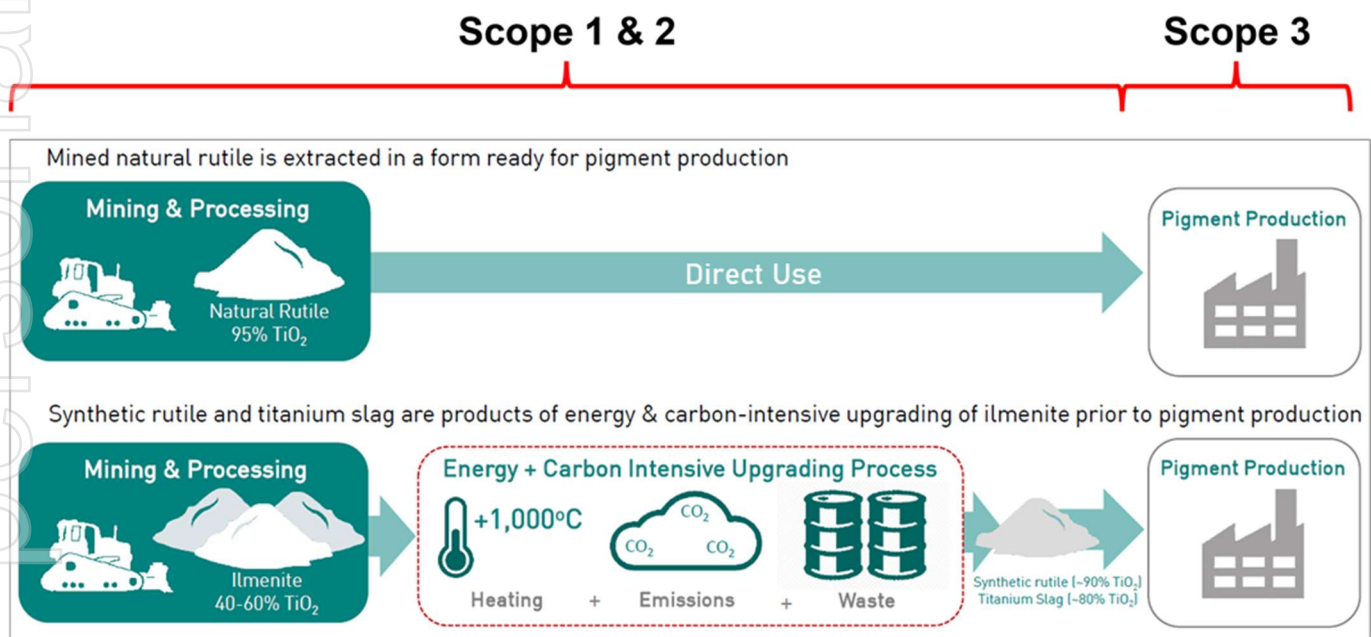 Scope 1 & 2
Scope 3
Mined natural rutile is extracted in a form ready for pigment production
Mining & Processing
Natural Rutile
95% TiO₂
Direct Use
Pigment Production
Synthetic rutile and titanium slag are products of energy & carbon-intensive upgrading of ilmenite prior to pigment production
Mining & Processing
Ilmenite
40-60% TiO₂
Energy + Carbon Intensive Upgrading Process
+1,000°C
CO₂
CO₂
CO₂
Heating + Emissions + Waste
Synthetic rutile (~90% TiO₂)
Titanium Slag (~80% TiO₂)
Pigment Production